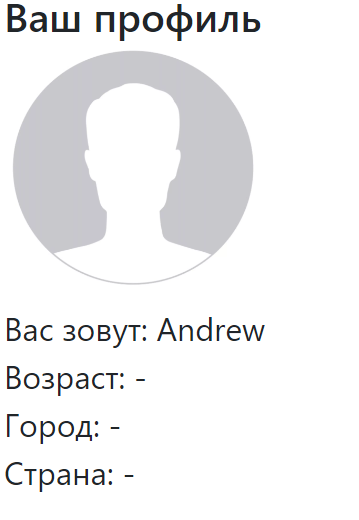 Ваш профиль
Вас зовут: Andrew
Возраст: -
Город: -
Страна: -